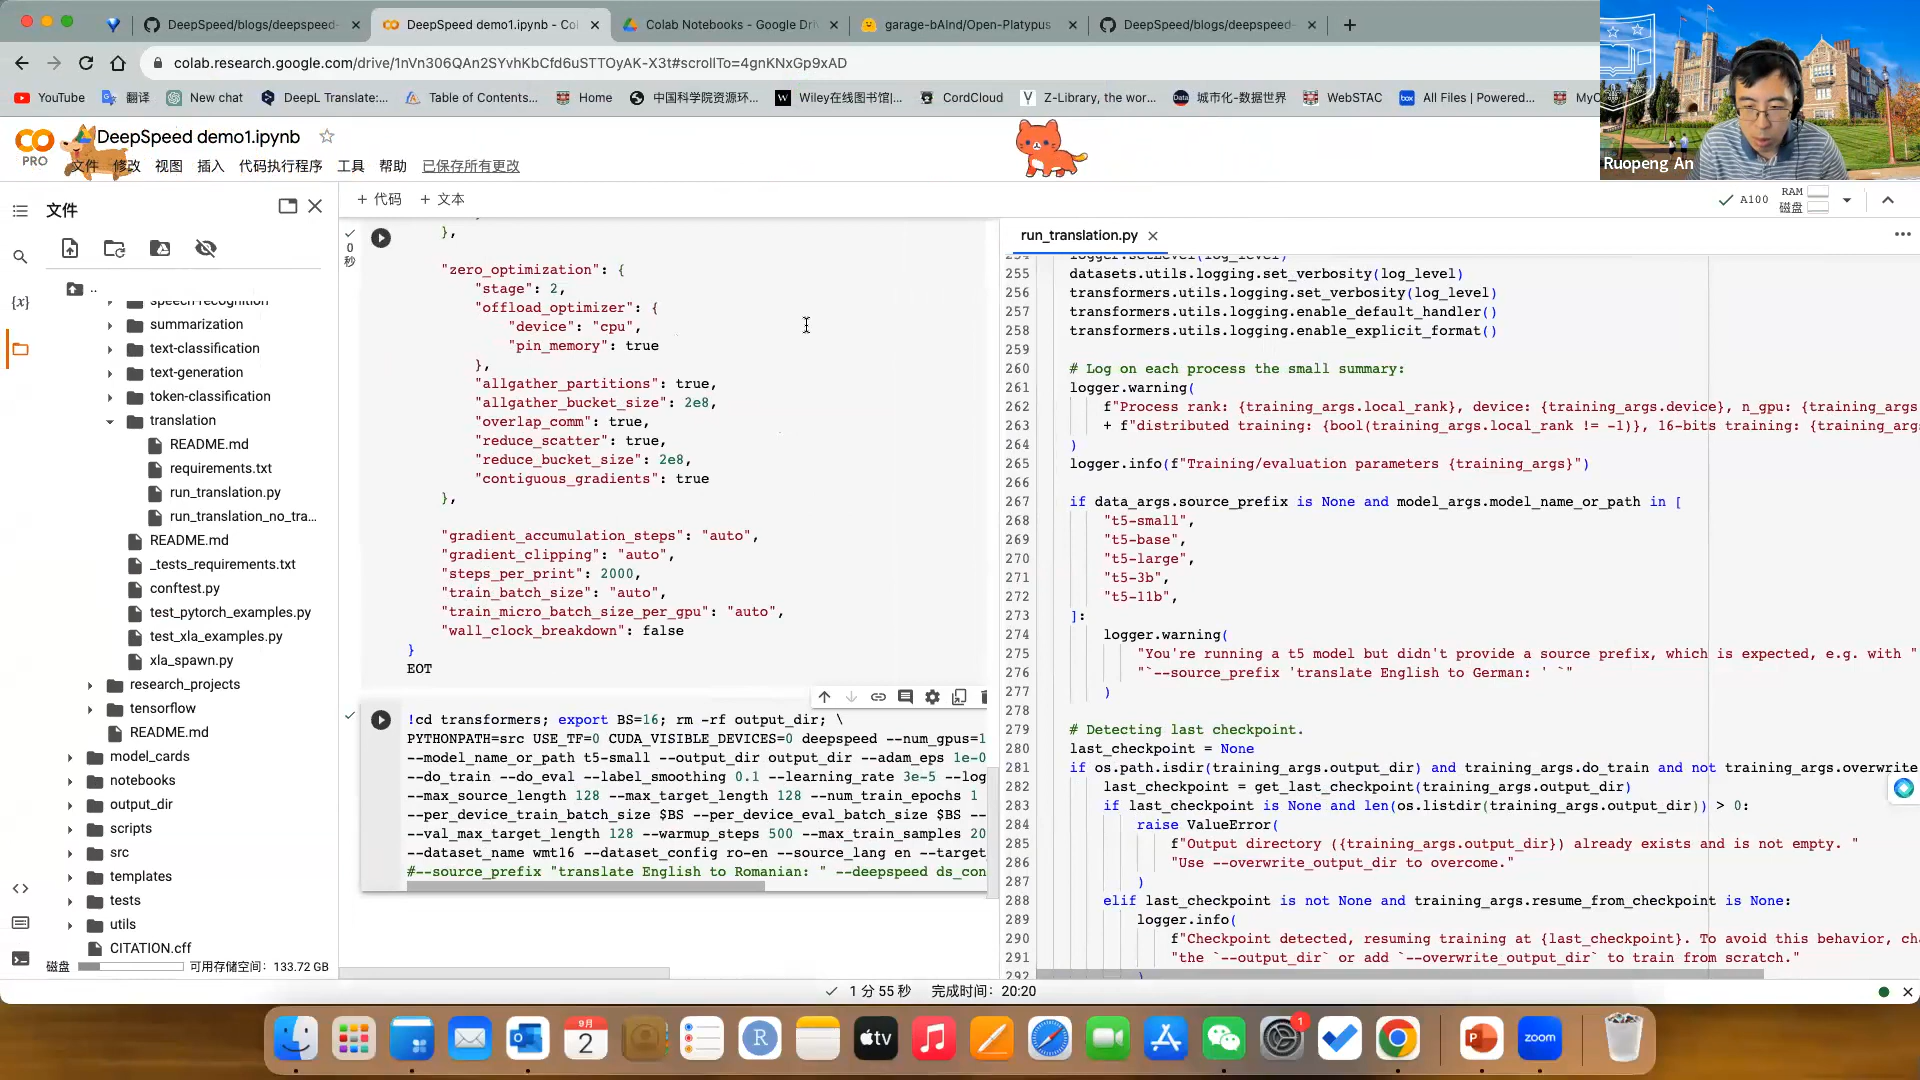 DeepSpeed/blogs/deepspeed-
DeepSpeed demo1.ipynb - Co
Colab Notebooks - Google Dri
garage-bAInd/Open-Platypus
DeepSpeed/blogs/deepspeed-
colab.research.google.com/drive/1nVn306QAn2SYvhKbCfd6uSTTOyAK-X3t#scrollTo=4gnKNxGp9xAD
YouTube
翻译
New chat
DeepL Translate:...
Table of Contents...
Home
中国科学院资源环...
Wiley在线图书馆|...
CordCloud
Z-Library, the wor...
城市化-数据世界
WebSTAC
All Files | Powered...
MyC
Ruopeng An
CO
PRO
DeepSpeed demo1.ipynb
文件 修改 视图 插入 代码执行程序 工具 帮助 已保存所有更改
+ 代码 + 文本
A100
RAM
磁盘
文件
..
speech-recognition
summarization
text-classification
text-generation
token-classification
translation
README.md
requirements.txt
run_translation.py
run_translation_no_tra...
README.md
_tests_requirements.txt
conftest.py
test_pytorch_examples.py
test_xla_examples.py
xla_spawn.py
research_projects
tensorflow
README.md
model_cards
notebooks
output_dir
scripts
src
templates
tests
utils
CITATION.cff
磁盘 可用存储空间：133.72 GB
{x}
0
秒
},
"zero_optimization": {
"stage": 2,
"offload_optimizer": {
"device": "cpu",
"pin_memory": true
},
"allgather_partitions": true,
"allgather_bucket_size": 2e8,
"overlap_comm": true,
"reduce_scatter": true,
"reduce_bucket_size": 2e8,
"contiguous_gradients": true
},
"gradient_accumulation_steps": "auto",
"gradient_clipping": "auto",
"steps_per_print": 2000,
"train_batch_size": "auto",
"train_micro_batch_size_per_gpu": "auto",
"wall_clock_breakdown": false
}
EOT
!cd transformers; export BS=16; rm -rf output_dir; \
PYTHONPATH=src USE_TF=0 CUDA_VISIBLE_DEVICES=0 deepspeed --num_gpus=1
--model_name_or_path t5-small --output_dir output_dir --adam_eps 1e-0
--do_train --do_eval --label_smoothing 0.1 --learning_rate 3e-5 --log
--max_source_length 128 --max_target_length 128 --num_train_epochs 1
--per_device_train_batch_size $BS --per_device_eval_batch_size $BS --
--val_max_target_length 128 --warmup_steps 500 --max_train_samples 20
--dataset_name wmt16 --dataset_config ro-en --source_lang en --target
#--source_prefix "translate English to Romanian: " --deepspeed ds_con
run_translation.py
logger.setLevel(log_level)
255 datasets.utils.logging.set_verbosity(log_level)
256 transformers.utils.logging.set_verbosity(log_level)
257 transformers.utils.logging.enable_default_handler()
258 transformers.utils.logging.enable_explicit_format()
259
260 # Log on each process the small summary:
261 logger.warning(
262 f"Process rank: {training_args.local_rank}, device: {training_args.device}, n_gpu: {training_args
263 + f"distributed training: {bool(training_args.local_rank != -1)}, 16-bits training: {training_arg
264 )
265 logger.info(f"Training/evaluation parameters {training_args}")
266
267 if data_args.source_prefix is None and model_args.model_name_or_path in [
268 "t5-small",
269 "t5-base",
270 "t5-large",
271 "t5-3b",
272 "t5-11b",
273 ]:
274 logger.warning(
275 "You're running a t5 model but didn't provide a source prefix, which is expected, e.g. with "
276 "`--source_prefix 'translate English to German: ' `"
277 )
278
279 # Detecting last checkpoint.
280 last_checkpoint = None
281 if os.path.isdir(training_args.output_dir) and training_args.do_train and not training_args.overwrite
282 last_checkpoint = get_last_checkpoint(training_args.output_dir)
283 if last_checkpoint is None and len(os.listdir(training_args.output_dir)) > 0:
284 raise ValueError(
285 f"Output directory ({training_args.output_dir}) already exists and is not empty. "
286 "Use --overwrite_output_dir to overcome."
287 )
288 elif last_checkpoint is not None and training_args.resume_from_checkpoint is None:
289 logger.info(
290 f"Checkpoint detected, resuming training at {last_checkpoint}. To avoid this behavior, ch
291 "the `--output_dir` or add `--overwrite_output_dir` to train from scratch."
292 )
1 分 55 秒 完成时间：20:20
9月
2
R
tv
1
P
zoom